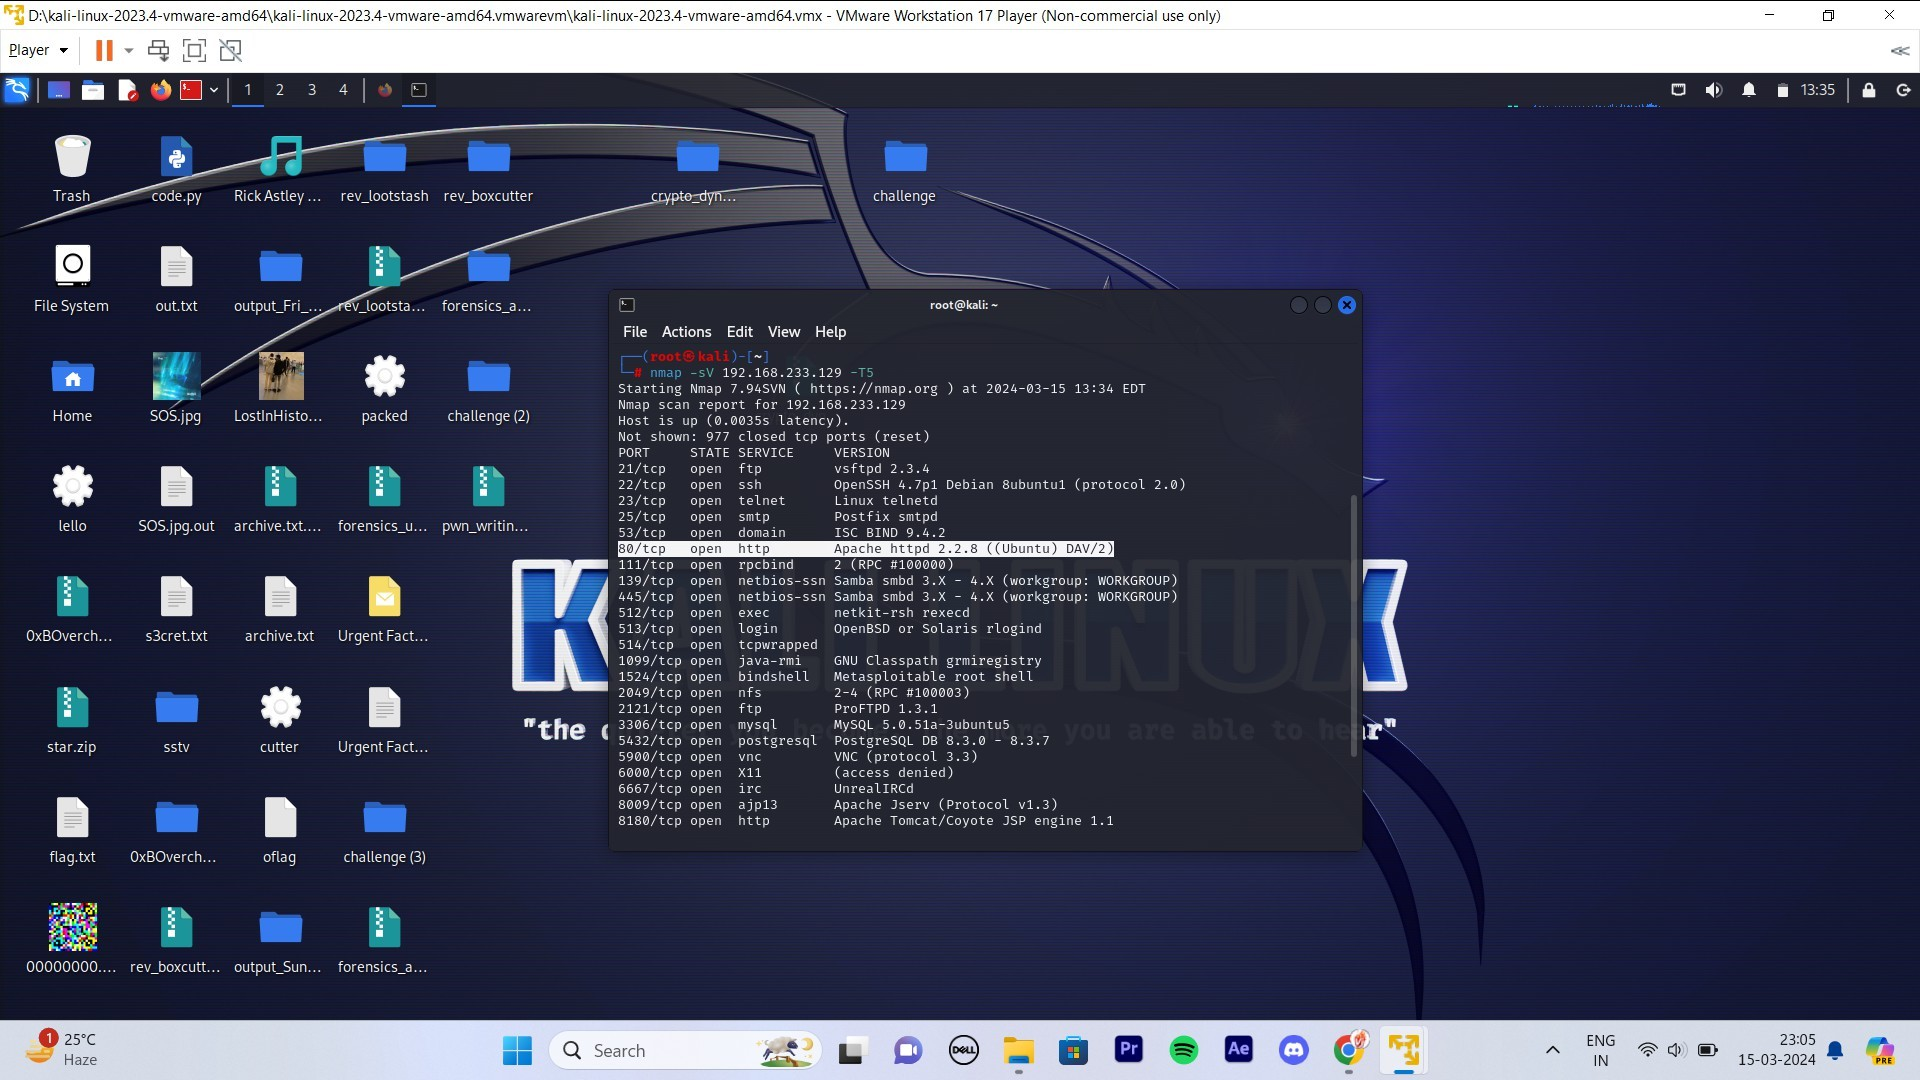 D:\kali-linux-2023.4-vmware-amd64\kali-linux-2023.4-vmware-amd64.vmwarevm\kali-linux-2023.4-vmware-amd64.vmx - VMware Workstation 17 Player (Non-commercial use only)
Player
1 2 3 4
13:35
Trash code.py Rick Astley ... rev_lootstash rev_boxcutter crypto_dyn... challenge
File System out.txt output_Fri_... rev_lootsta... forensics_a...
Home SOS.jpg LostInHisto... packed challenge (2)
lello SOS.jpg.out archive.txt.... forensics_u... pwn_writin...
0xBOverch... s3cret.txt archive.txt Urgent Fact...
star.zip sstv cutter Urgent Fact...
flag.txt 0xBOverch... oflag challenge (3)
00000000.... rev_boxcutt... output_Sun... forensics_a...
root@kali: ~
File Actions Edit View Help
(root㉿kali)-[~]
# nmap -sV 192.168.233.129 -T5
Starting Nmap 7.94SVN ( https://nmap.org ) at 2024-03-15 13:34 EDT
Nmap scan report for 192.168.233.129
Host is up (0.0035s latency).
Not shown: 977 closed tcp ports (reset)
PORT STATE SERVICE VERSION
21/tcp open ftp vsftpd 2.3.4
22/tcp open ssh OpenSSH 4.7p1 Debian 8ubuntu1 (protocol 2.0)
23/tcp open telnet Linux telnetd
25/tcp open smtp Postfix smtpd
53/tcp open domain ISC BIND 9.4.2
80/tcp open http Apache httpd 2.2.8 ((Ubuntu) DAV/2)
111/tcp open rpcbind 2 (RPC #100000)
139/tcp open netbios-ssn Samba smbd 3.X - 4.X (workgroup: WORKGROUP)
445/tcp open netbios-ssn Samba smbd 3.X - 4.X (workgroup: WORKGROUP)
512/tcp open exec netkit-rsh rexecd
513/tcp open login OpenBSD or Solaris rlogind
514/tcp open tcpwrapped
1099/tcp open java-rmi GNU Classpath grmiregistry
1524/tcp open bindshell Metasploitable root shell
2049/tcp open nfs 2-4 (RPC #100003)
2121/tcp open ftp ProFTPD 1.3.1
3306/tcp open mysql MySQL 5.0.51a-3ubuntu5
5432/tcp open postgresql PostgreSQL DB 8.3.0 - 8.3.7
5900/tcp open vnc VNC (protocol 3.3)
6000/tcp open X11 (access denied)
6667/tcp open irc UnrealIRCd
8009/tcp open ajp13 Apache Jserv (Protocol v1.3)
8180/tcp open http Apache Tomcat/Coyote JSP engine 1.1
KALI LINUX
"the you are able to hear"
1
25°C
Haze
Search
DELL
Pr
Ae
ENG
IN
23:05
15-03-2024
PRE